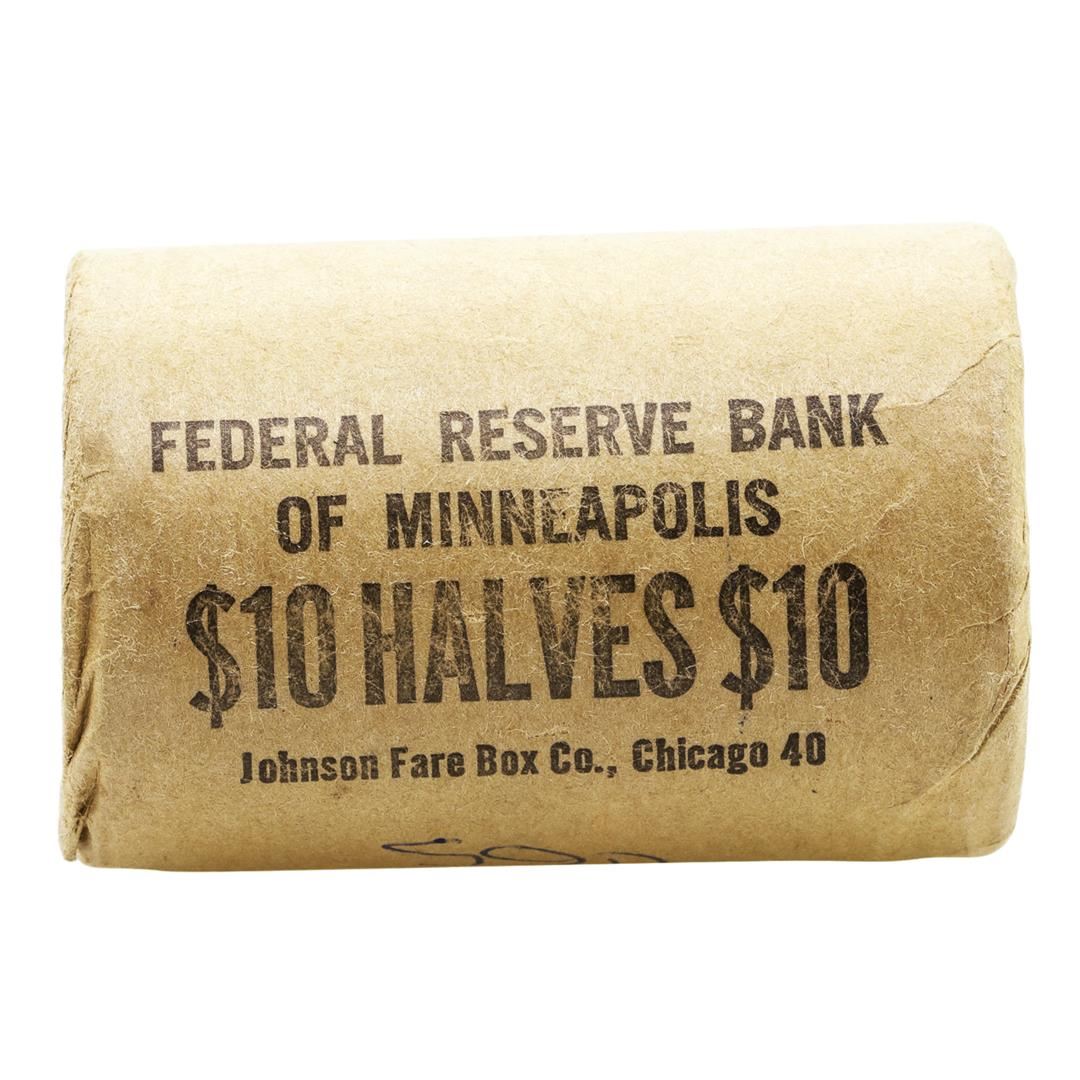 FEDERAL RESERVE BANK
OF MINNEAPOLIS
$10 HALVES $10
Johnson Fare Box Co., Chicago 40